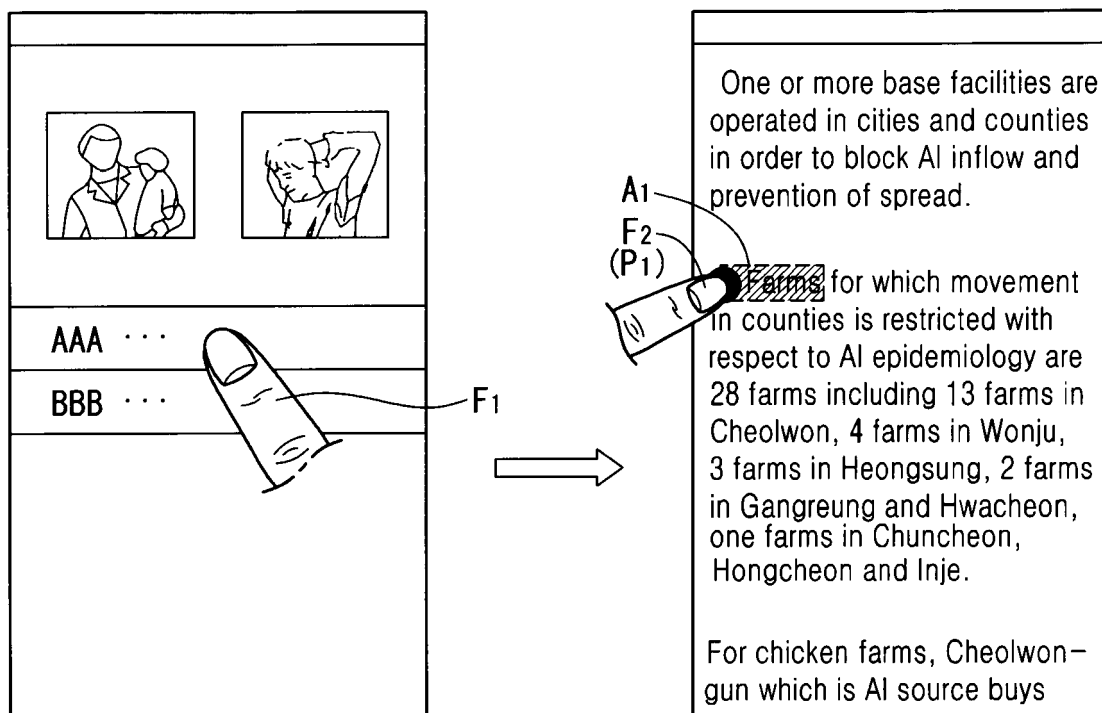 AAA ···
BBB ···
F1
A1
F2
(P1)
One or more base facilities are
operated in cities and counties
in order to block AI inflow and
prevention of spread.
Farms for which movement
in counties is restricted with
respect to AI epidemiology are
28 farms including 13 farms in
Cheolwon, 4 farms in Wonju,
3 farms in Heongsung, 2 farms
in Gangreung and Hwacheon,
one farms in Chuncheon,
Hongcheon and Inje.
For chicken farms, Cheolwon-
gun which is AI source buys